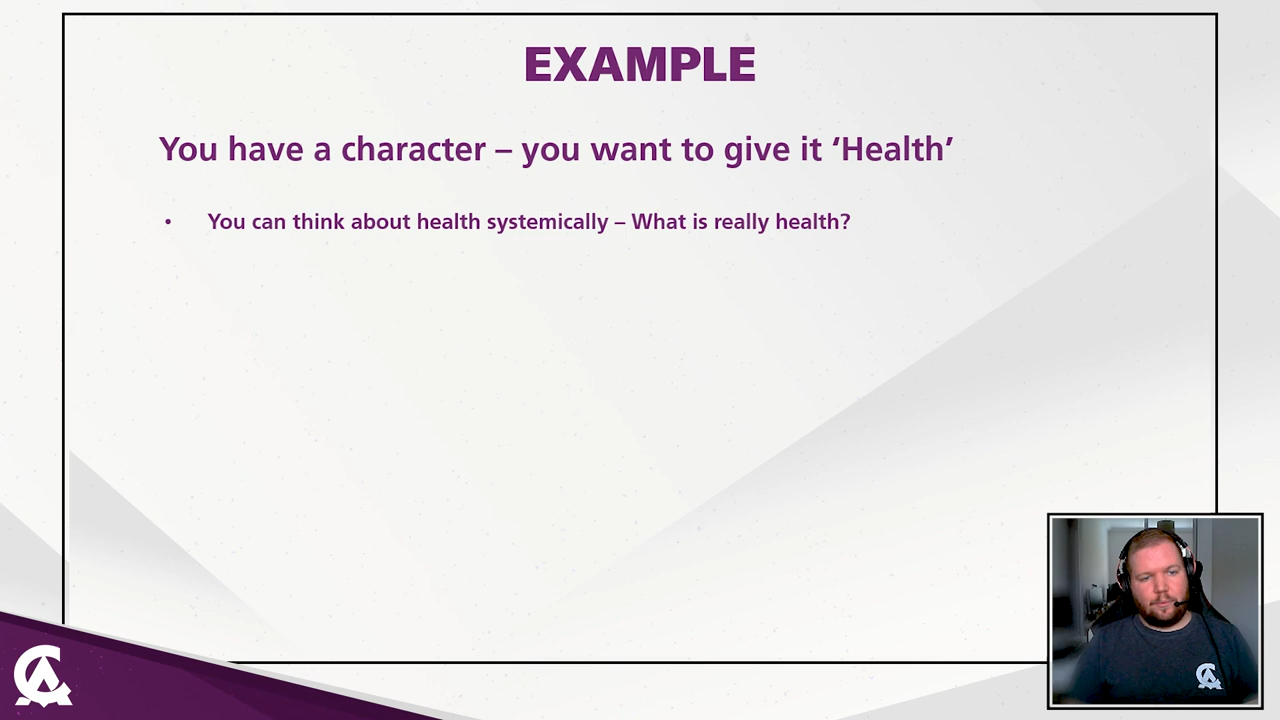 EXAMPLE
You have a character – you want to give it ‘Health’
• You can think about health systemically – What is really health?